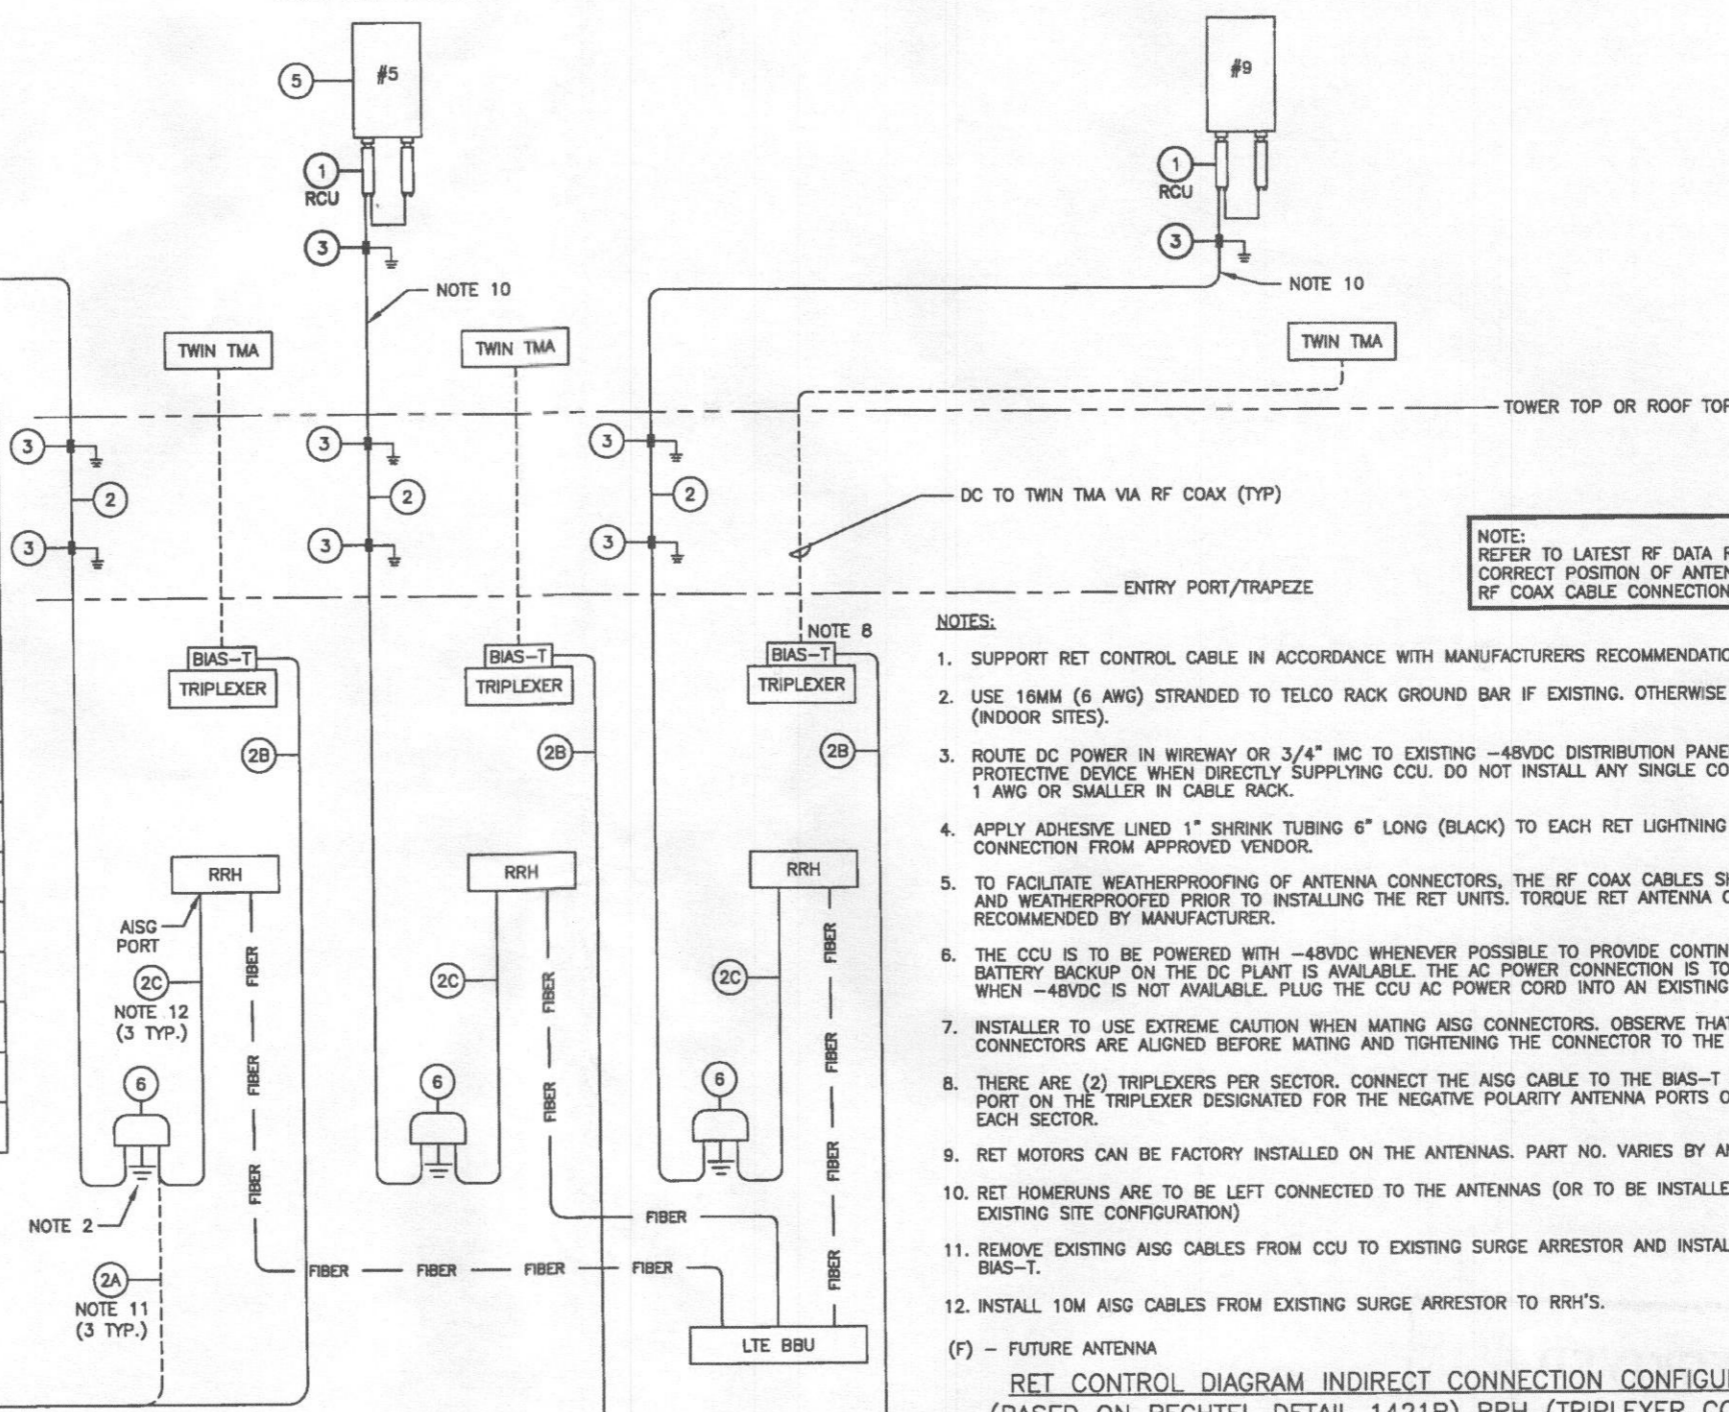 #5
#9
5
1
RCU
1
RCU
3
3
NOTE 10
NOTE 10
TWIN TMA
TWIN TMA
TWIN TMA
TOWER TOP OR ROOF TOP
3
3
3
2
2
2
DC TO TWIN TMA VIA RF COAX (TYP)
3
3
3
NOTE:
REFER TO LATEST RF DATA
CORRECT POSITION OF
RF COAX CABLE CONNECTION
ENTRY PORT/TRAPEZE
NOTE 8
BIAS-T
TRIPLEXER
BIAS-T
TRIPLEXER
BIAS-T
TRIPLEXER
2B
2B
2B
RRH
RRH
RRH
AISG
PORT
2C
NOTE 12
(3 TYP.)
2C
2C
FIBER
FIBER
FIBER
FIBER
FIBER
FIBER
FIBER
FIBER
FIBER
FIBER
6
6
6
NOTE 2
2A
NOTE 11
(3 TYP.)
FIBER
FIBER
FIBER
FIBER
FIBER
LTE BBU
NOTES:
1. SUPPORT RET CONTROL CABLE IN ACCORDANCE WITH MANUFACTURERS
2. USE 16MM (6 AWG) STRANDED TO TELCO RACK GROUND BAR IF EXISTING. OTHERWISE
(INDOOR SITES).
3. ROUTE DC POWER IN WIREWAY OR 3/4" IMC TO EXISTING -48VDC DISTRIBUTION
PROTECTIVE DEVICE WHEN DIRECTLY SUPPLYING CCU. DO NOT INSTALL ANY SINGLE
1 AWG OR SMALLER IN CABLE RACK.
4. APPLY ADHESIVE LINED 1" SHRINK TUBING 6" LONG (BLACK) TO EACH RET LIGHTNING
CONNECTION FROM APPROVED VENDOR.
5. TO FACILITATE WEATHERPROOFING OF ANTENNA CONNECTORS, THE RF COAX CABLES
AND WEATHERPROOFED PRIOR TO INSTALLING THE RET UNITS. TORQUE RET ANTENNA
RECOMMENDED BY MANUFACTURER.
6. THE CCU IS TO BE POWERED WITH -48VDC WHENEVER POSSIBLE TO PROVIDE
BATTERY BACKUP ON THE DC PLANT IS AVAILABLE. THE AC POWER CONNECTION IS TO
WHEN -48VDC IS NOT AVAILABLE. PLUG THE CCU AC POWER CORD INTO AN EXISTING
7. INSTALLER TO USE EXTREME CAUTION WHEN MATING AISG CONNECTORS. OBSERVE THAT
CONNECTORS ARE ALIGNED BEFORE MATING AND TIGHTENING THE CONNECTOR TO THE
8. THERE ARE (2) TRIPLEXERS PER SECTOR. CONNECT THE AISG CABLE TO THE BIAS-T
PORT ON THE TRIPLEXER DESIGNATED FOR THE NEGATIVE POLARITY ANTENNA PORTS
EACH SECTOR.
9. RET MOTORS CAN BE FACTORY INSTALLED ON THE ANTENNAS. PART NO. VARIES BY
10. RET HOMERUNS ARE TO BE LEFT CONNECTED TO THE ANTENNAS (OR TO BE
EXISTING SITE CONFIGURATION)
11. REMOVE EXISTING AISG CABLES FROM CCU TO EXISTING SURGE ARRESTOR AND
BIAS-T.
12. INSTALL 10M AISG CABLES FROM EXISTING SURGE ARRESTOR TO RRH'S.
(F) - FUTURE ANTENNA
RET CONTROL DIAGRAM INDIRECT CONNECTION
(BASED ON BECHTEL DETAIL 1421B) RRH (TRIPLEXER